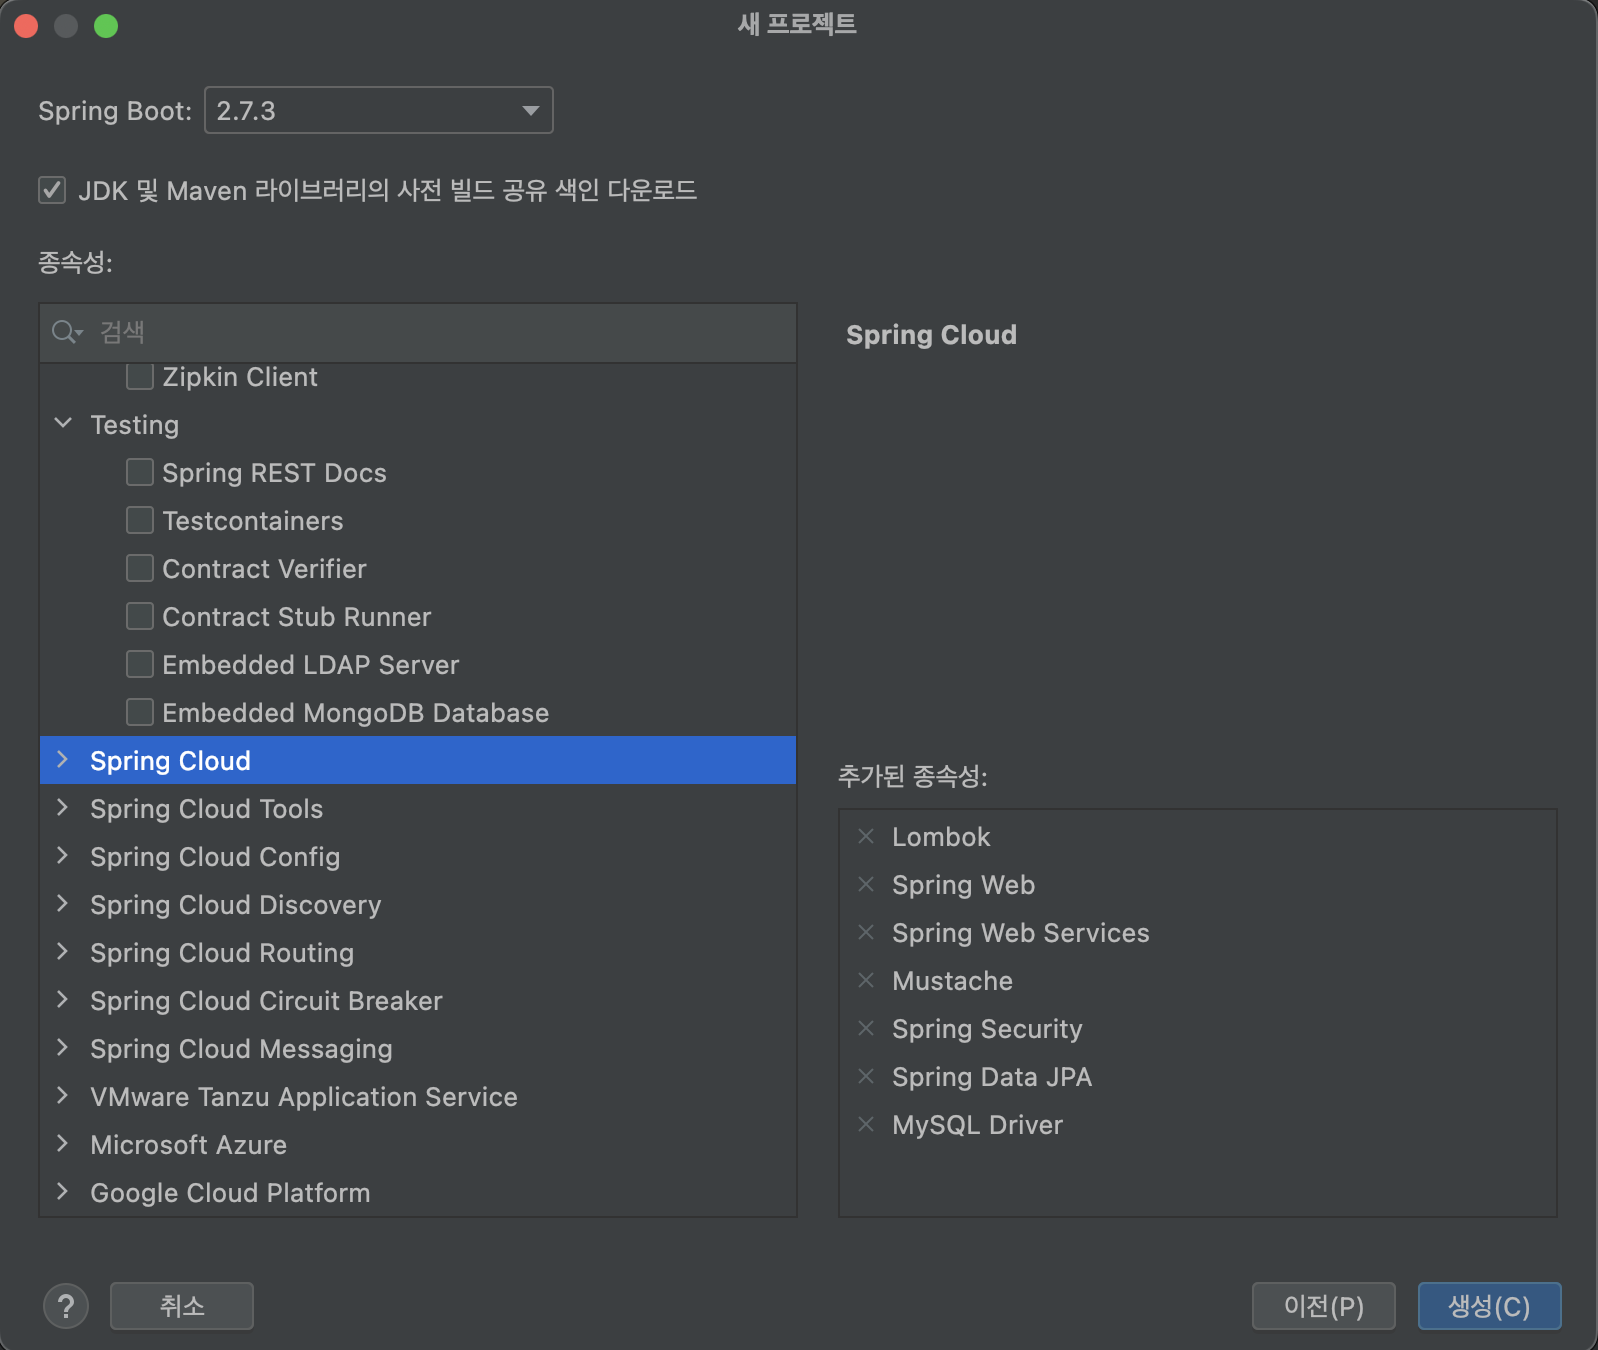 새 프로젝트
Spring Boot: 2.7.3
JDK 및 Maven 라이브러리의 사전 빌드 공유 색인 다운로드
종속성:
검색
Zipkin Client
Testing
Spring REST Docs
Testcontainers
Contract Verifier
Contract Stub Runner
Embedded LDAP Server
Embedded MongoDB Database
Spring Cloud
Spring Cloud Tools
Spring Cloud Config
Spring Cloud Discovery
Spring Cloud Routing
Spring Cloud Circuit Breaker
Spring Cloud Messaging
VMware Tanzu Application Service
Microsoft Azure
Google Cloud Platform
Spring Cloud
추가된 종속성:
Lombok
Spring Web
Spring Web Services
Mustache
Spring Security
Spring Data JPA
MySQL Driver
? 취소 이전(P) 생성(C)